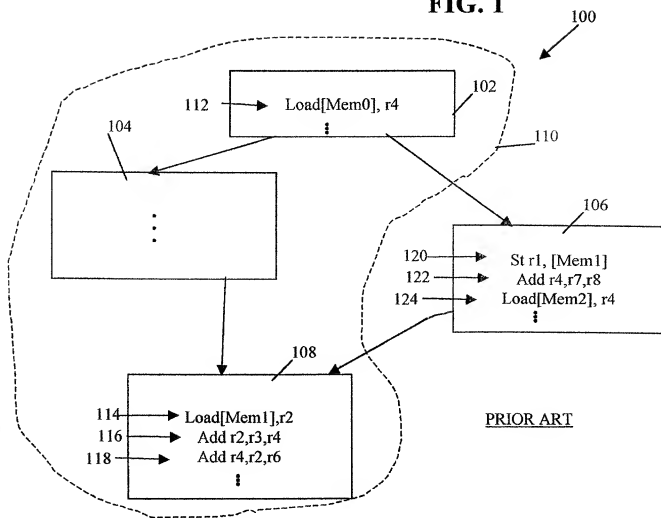 FIG. 1
100
102
112
Load[Mem0], r4
104
110
106
120
St r1, [Mem1]
122
Add r4,r7,r8
124
Load[Mem2], r4
108
114
Load[Mem1],r2
116
Add r2,r3,r4
118
Add r4,r2,r6
PRIOR ART